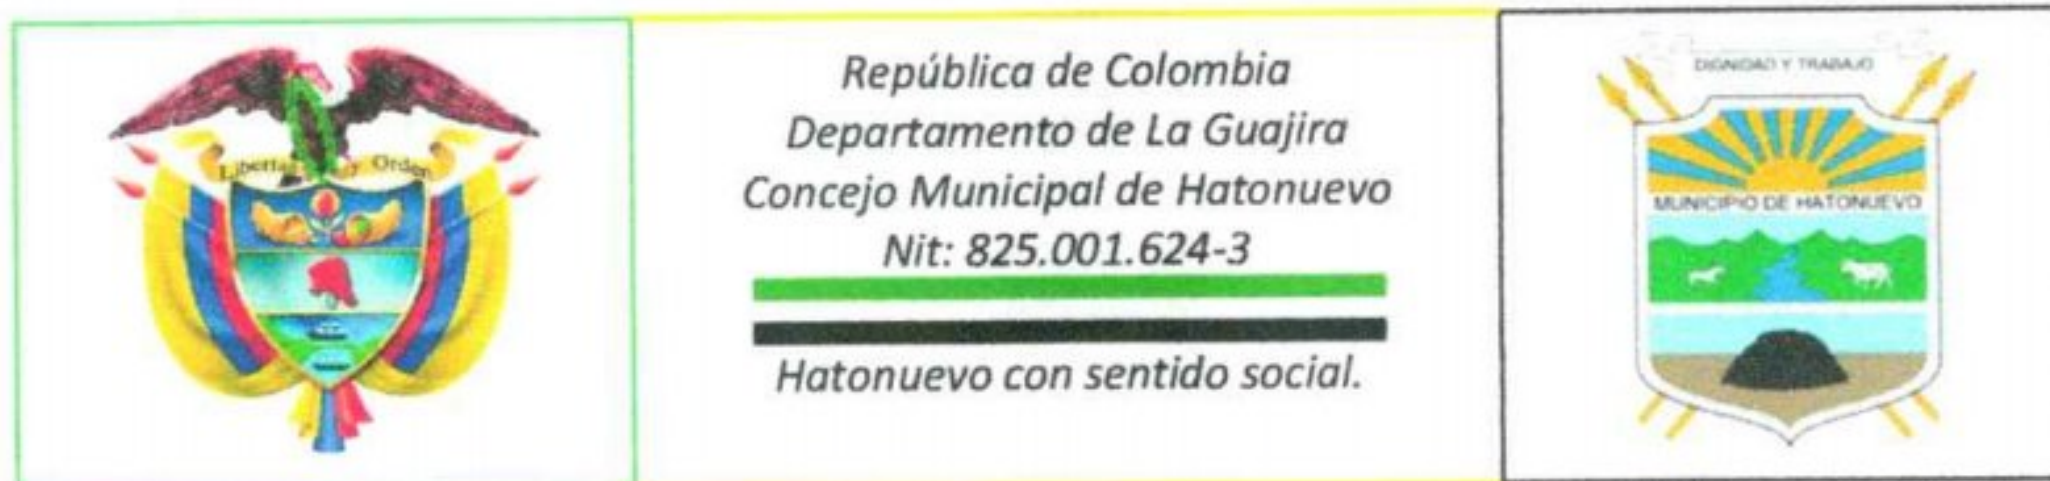 Libertad y Orden
República de Colombia
Departamento de La Guajira
Concejo Municipal de Hatonuevo
Nit: 825.001.624-3
Hatonuevo con sentido social.
DIGNIDAD Y TRABAJO
MUNICIPIO DE HATONUEVO